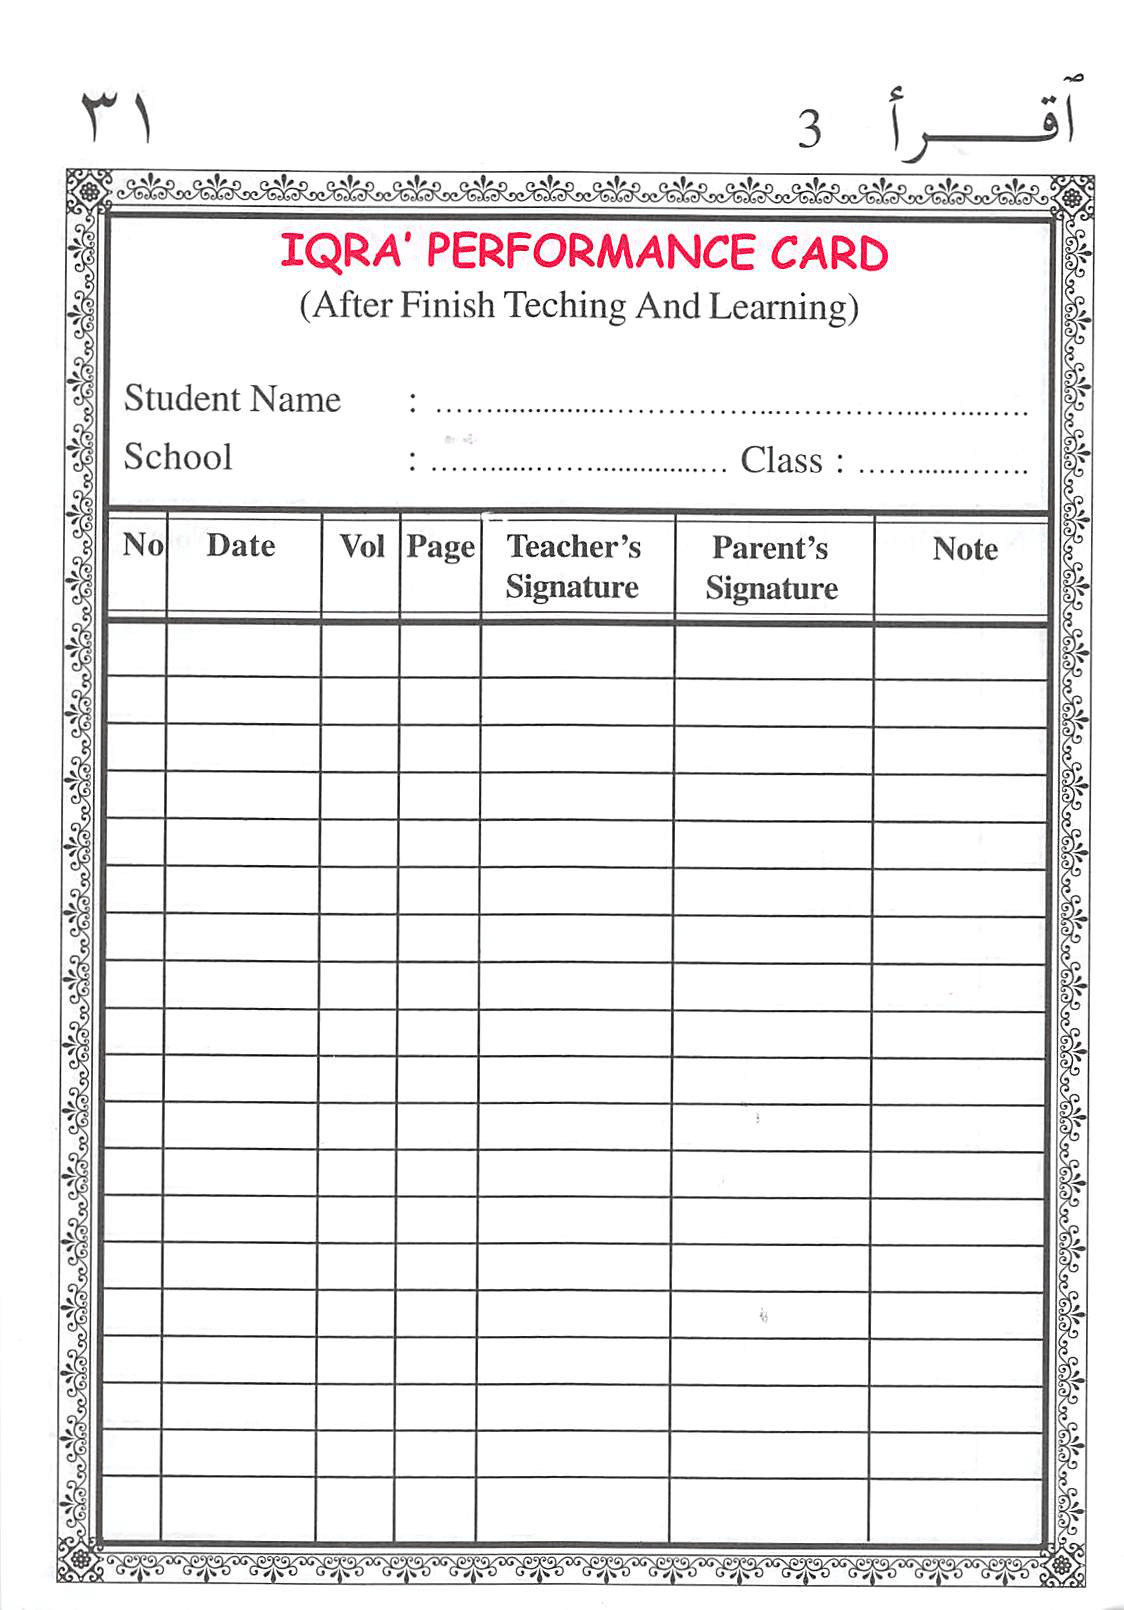 ٣١ 3 ٱقـــرأ
IQRA' PERFORMANCE CARD
(After Finish Teching And Learning)
Student Name : ................................................................
School : ................................ Class : ..................
No Date Vol Page Teacher's Signature Parent's Signature Note